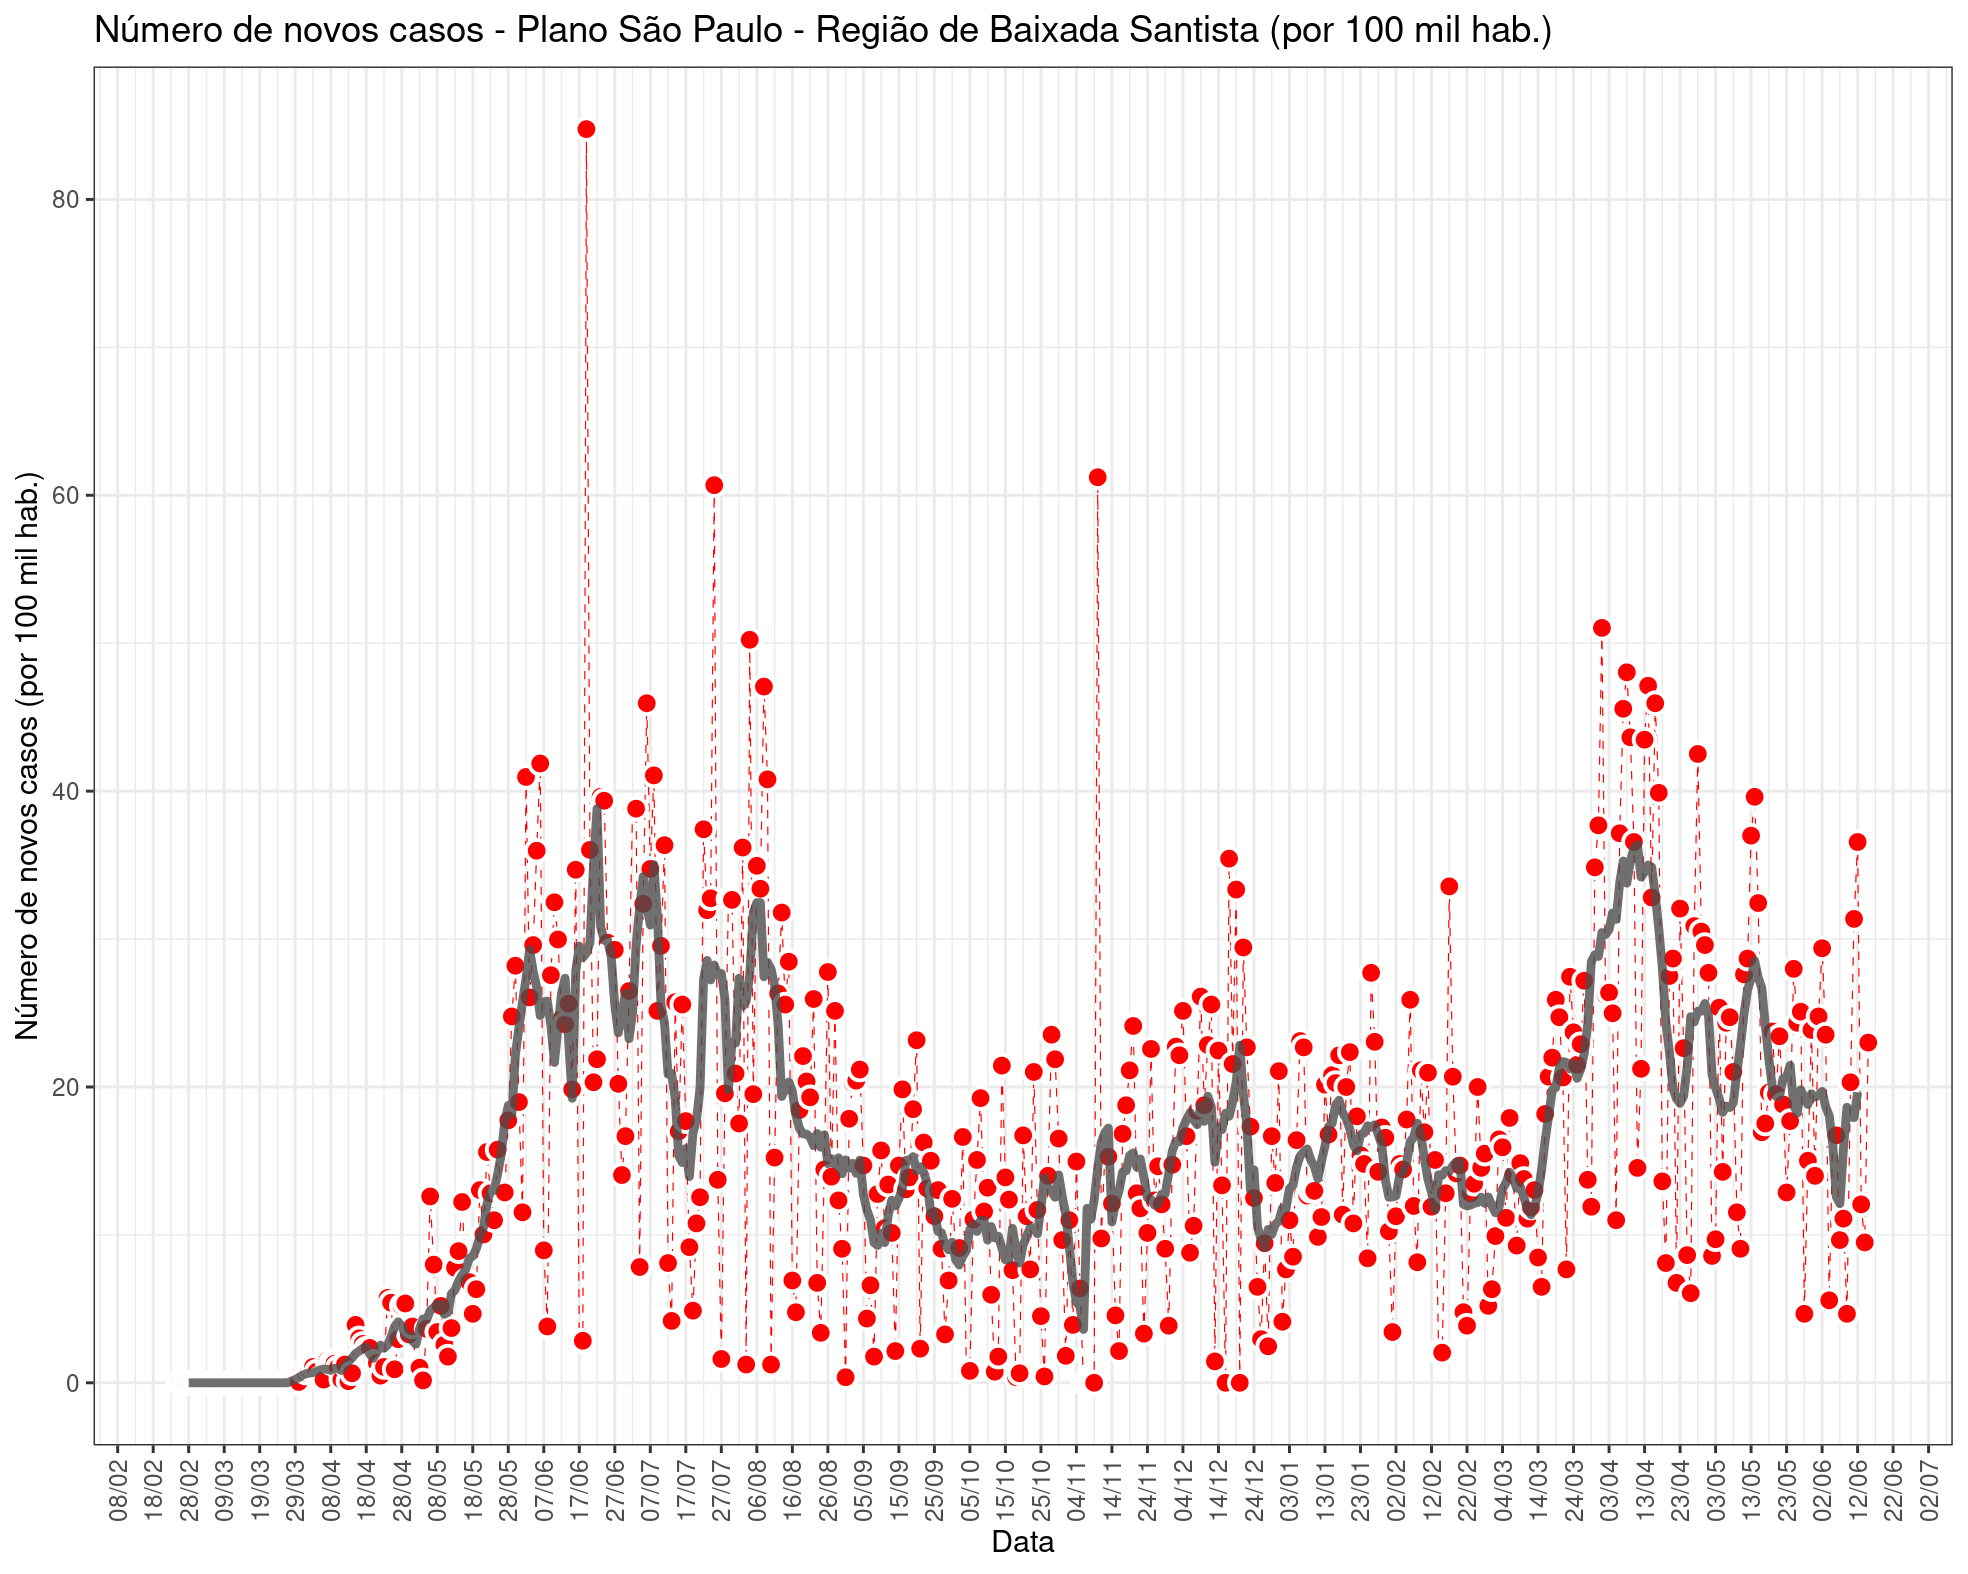 Número de novos casos - Plano São Paulo - Região de Baixada Santista (por 100 mil hab.)
Número de novos casos (por 100 mil hab.)
80
60
40
20
0
08/02 18/02 28/02 09/03 19/03 29/03 08/04 18/04 28/04 08/05 18/05 28/05 07/06 17/06 27/06 07/07 17/07 27/07 06/08 16/08 26/08 05/09 15/09 25/09 05/10 15/10 25/10 04/11 14/11 24/11 04/12 14/12 24/12 03/01 13/01 23/01 02/02 12/02 22/02 04/03 14/03 24/03 03/04 13/04 23/04 03/05 13/05 23/05 02/06 12/06 22/06 02/07
Data